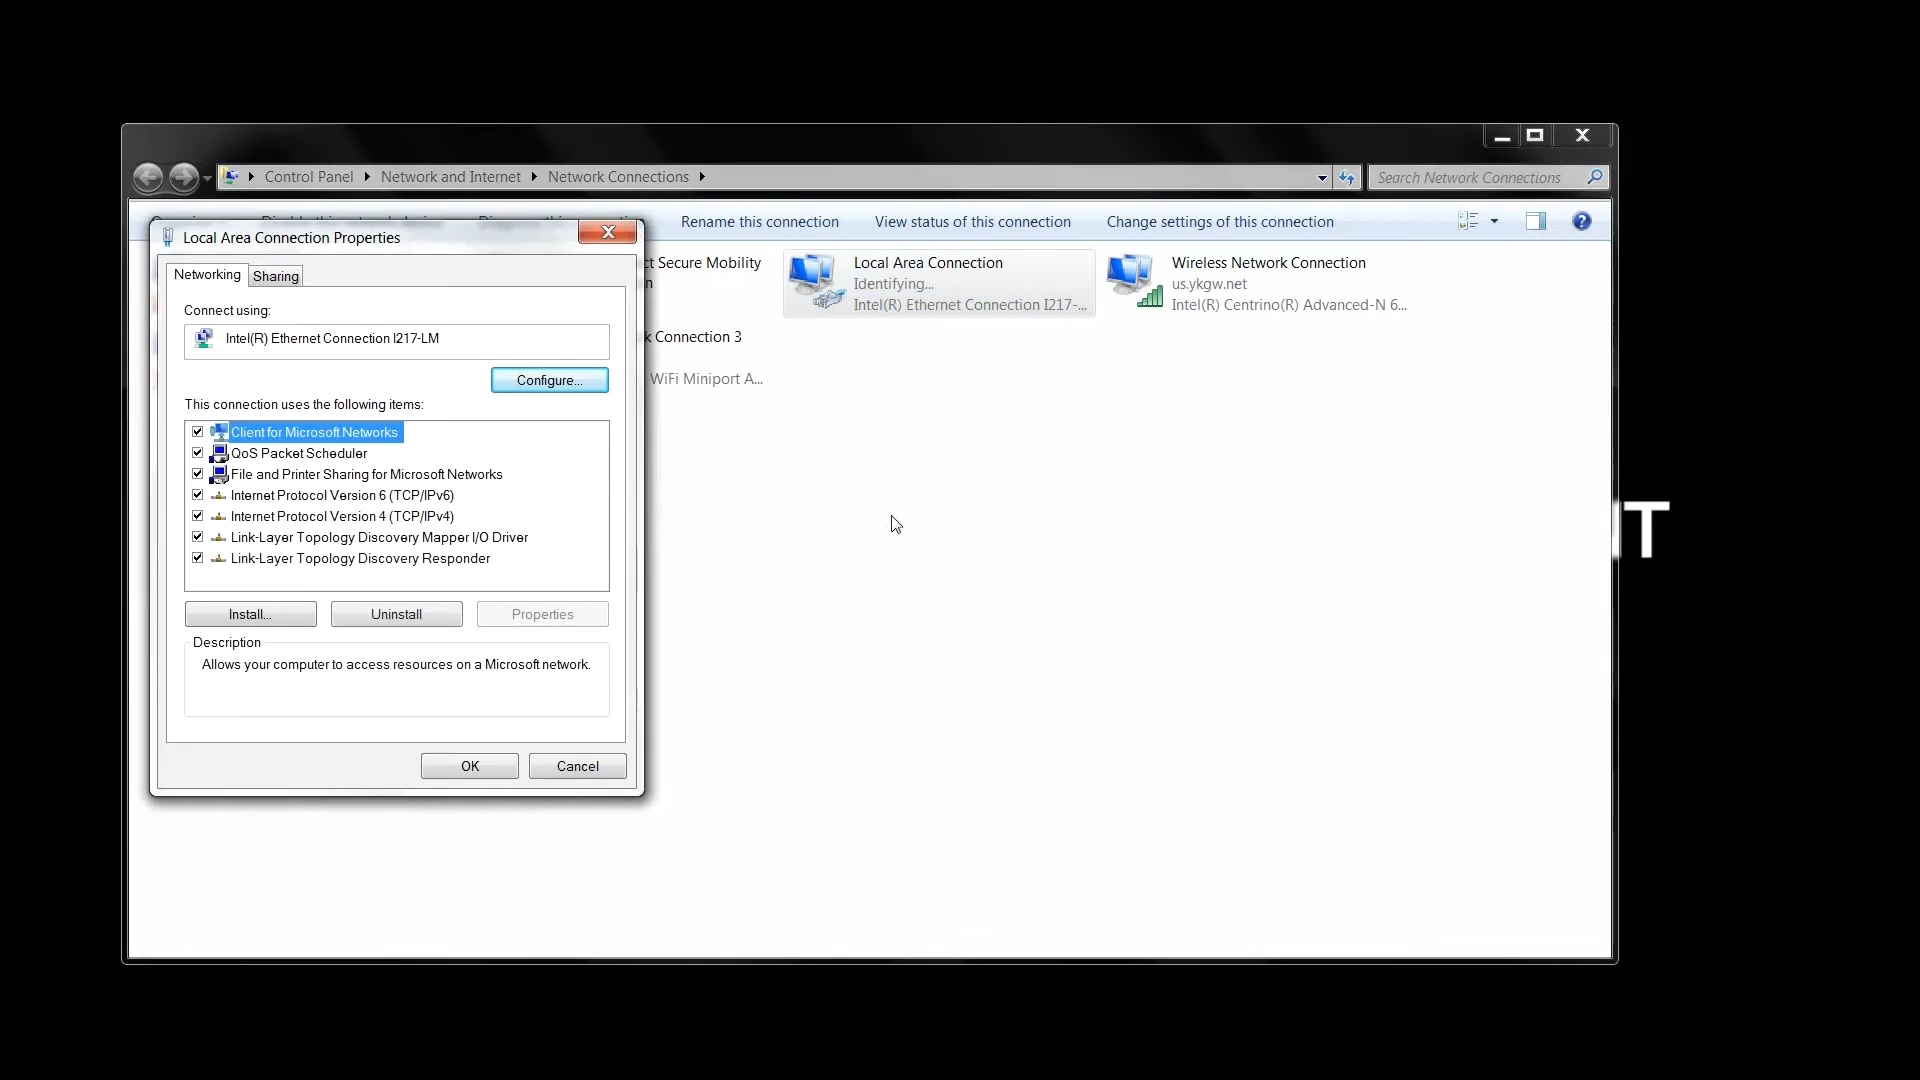 Control Panel Network and Internet Network Connections
Search Network Connections
Rename this connection View status of this connection Change settings of this connection
Local Area Connection Properties
Networking Sharing
Connect using:
Intel(R) Ethernet Connection I217-LM
Configure...
This connection uses the following items:
Client for Microsoft Networks
QoS Packet Scheduler
File and Printer Sharing for Microsoft Networks
Internet Protocol Version 6 (TCP/IPv6)
Internet Protocol Version 4 (TCP/IPv4)
Link-Layer Topology Discovery Mapper I/O Driver
Link-Layer Topology Discovery Responder
Install... Uninstall Properties
Description
Allows your computer to access resources on a Microsoft network.
OK Cancel
Secure Mobility
Connection 3
WiFi Miniport A...
Local Area Connection
Identifying...
Intel(R) Ethernet Connection I217-...
Wireless Network Connection
us.ykgw.net
Intel(R) Centrino(R) Advanced-N 6...
T